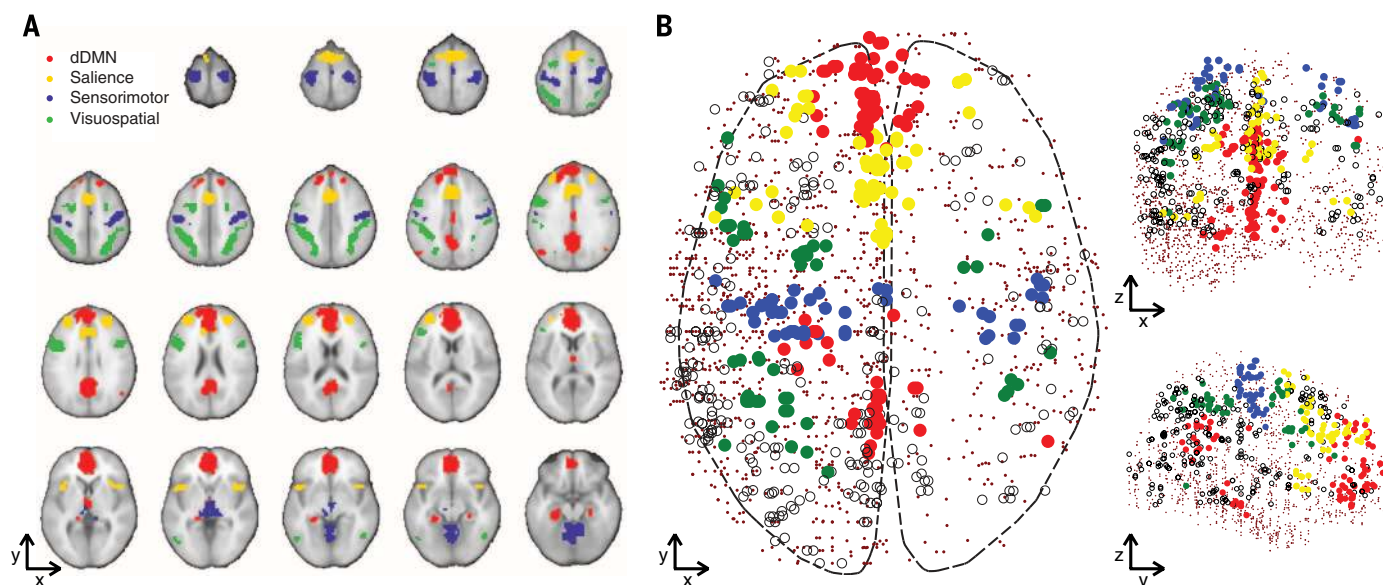 A
dDMN
Salience
Sensorimotor
Visuospatial
y
x
B
y
x
z
x
z
y